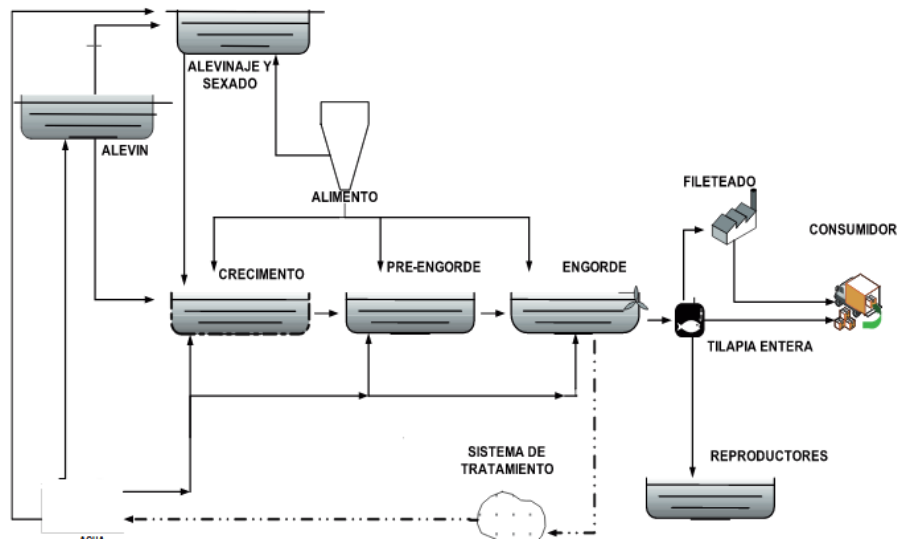 ALEVINAJE Y
SEXADO
ALEVIN
ALIMENTO
FILETEADO
CONSUMIDOR
CRECIMENTO
PRE-ENGORDE
ENGORDE
TILAPIA ENTERA
SISTEMA DE
TRATAMIENTO
REPRODUCTORES